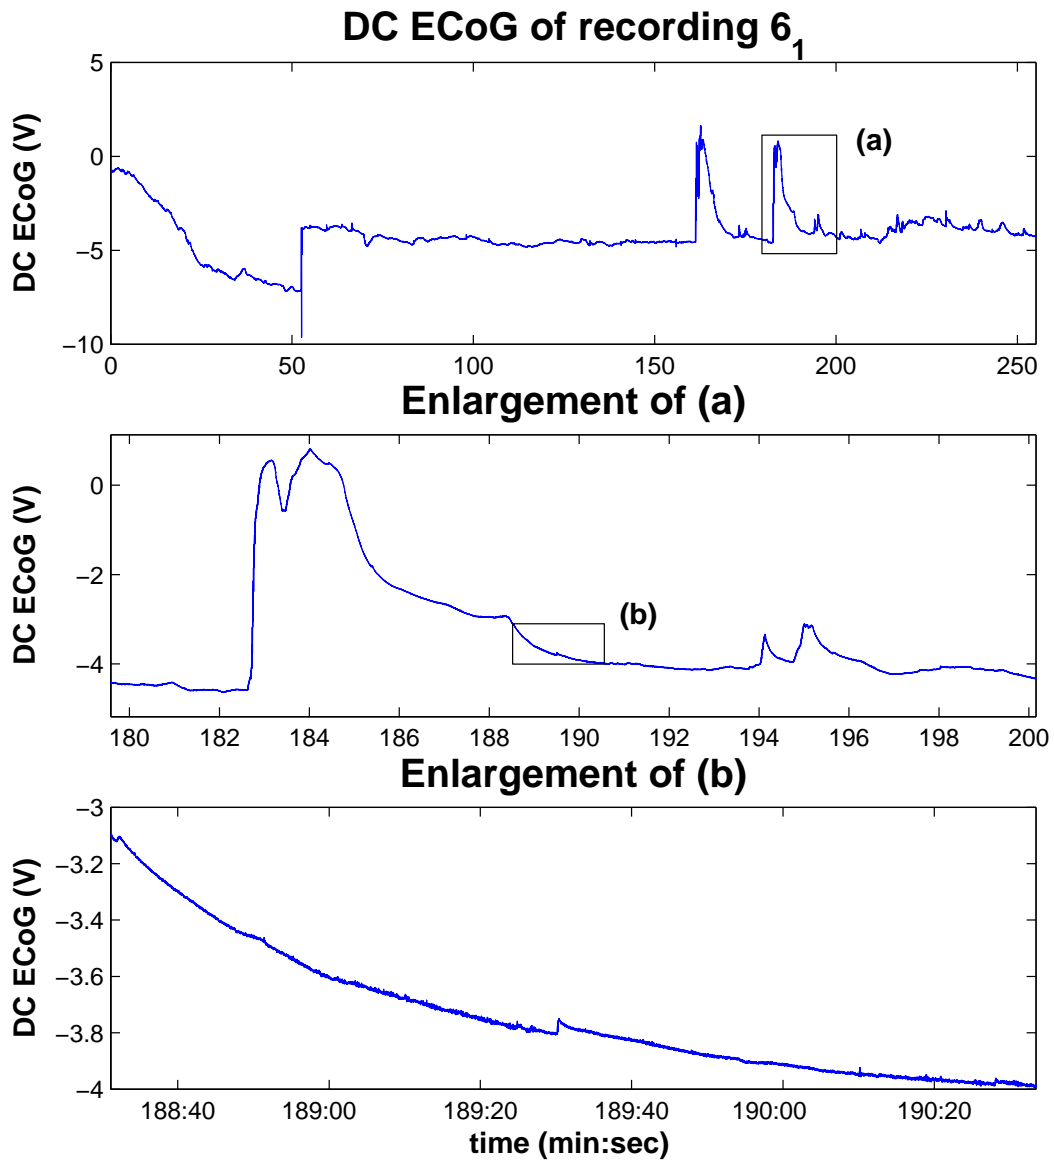 DC ECoG of recording 6_1
5
0
−5
−10
DC ECoG (V)
(a)
0 50 100 150 200 250
Enlargement of (a)
0
−2
−4
DC ECoG (V)
(b)
180 182 184 186 188 190 192 194 196 198 200
Enlargement of (b)
−3
−3.2
−3.4
−3.6
−3.8
−4
DC ECoG (V)
188:40 189:00 189:20 189:40 190:00 190:20
time (min:sec)